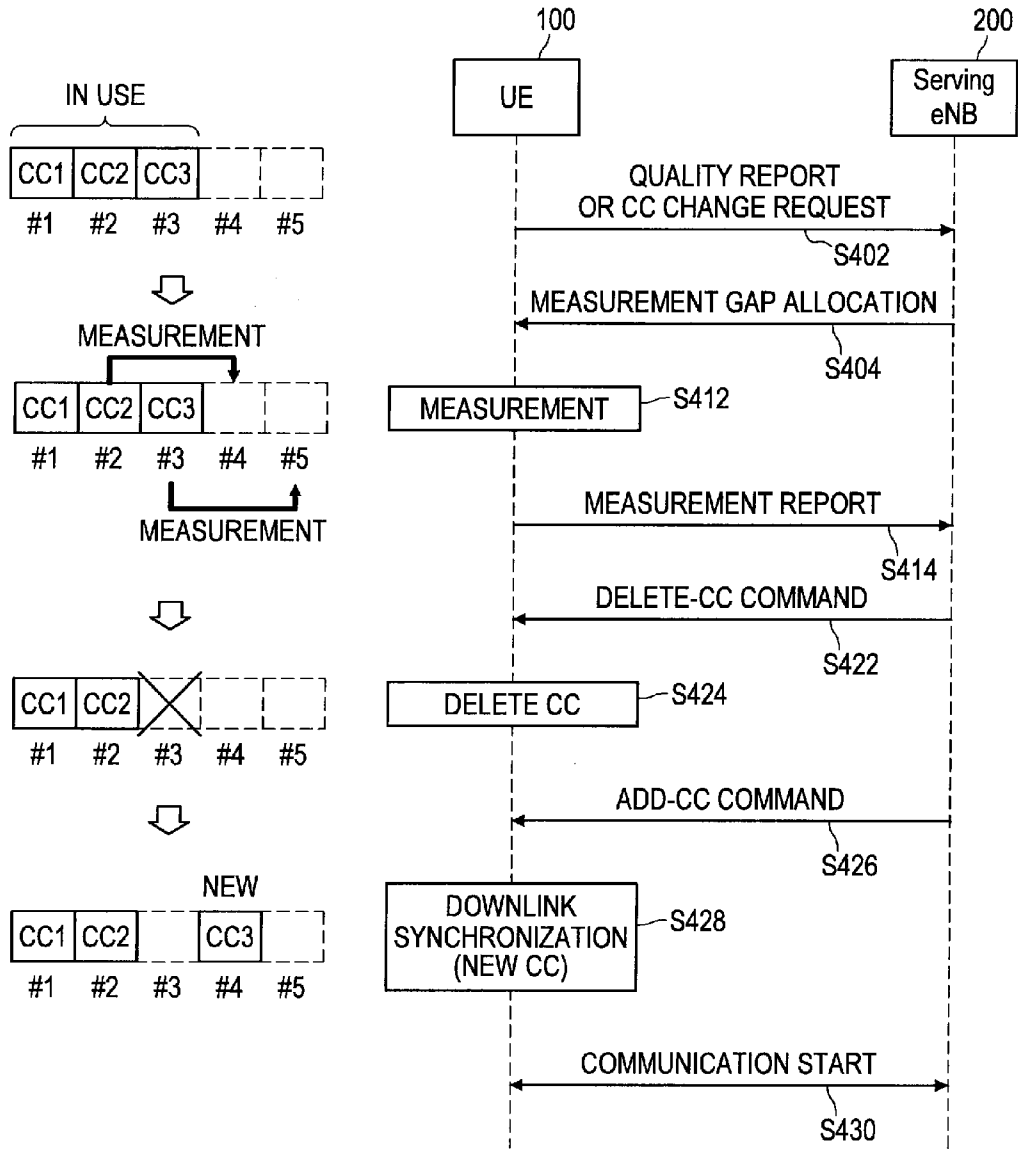 100
200
UE
Serving
eNB
IN USE
CC1 CC2 CC3
#1 #2 #3 #4 #5
QUALITY REPORT
OR CC CHANGE REQUEST
S402
MEASUREMENT GAP ALLOCATION
S404
MEASUREMENT
CC1 CC2 CC3
#1 #2 #3 #4 #5
MEASUREMENT
MEASUREMENT
S412
MEASUREMENT REPORT
S414
DELETE-CC COMMAND
S422
CC1 CC2
#1 #2 #3 #4 #5
DELETE CC
S424
ADD-CC COMMAND
S426
NEW
CC1 CC2 CC3
#1 #2 #3 #4 #5
DOWNLINK
SYNCHRONIZATION
(NEW CC)
S428
COMMUNICATION START
S430